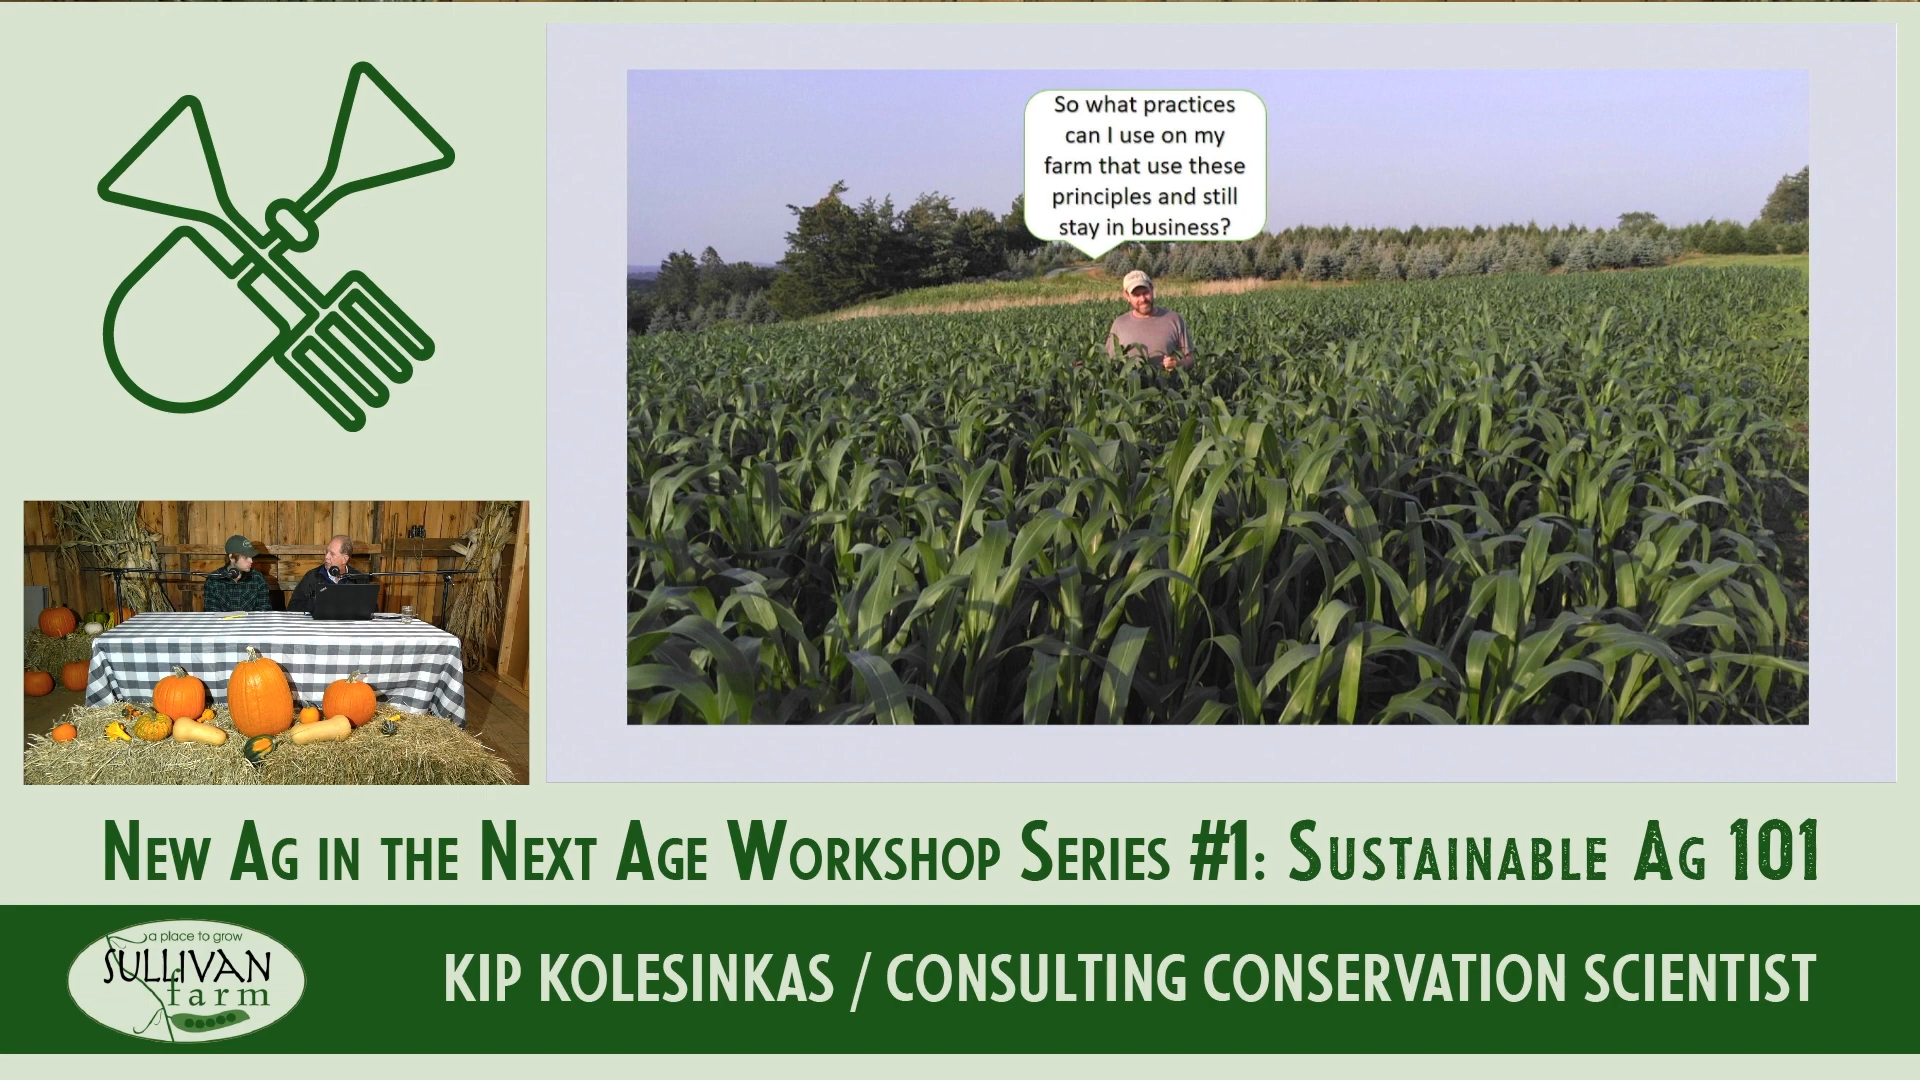 So what practices
can I use on my
farm that use these
principles and still
stay in business?
New Ag in the Next Age Workshop Series #1: Sustainable Ag 101
a place to grow
SULLIVAN
farm
KIP KOLESINKAS / CONSULTING CONSERVATION SCIENTIST